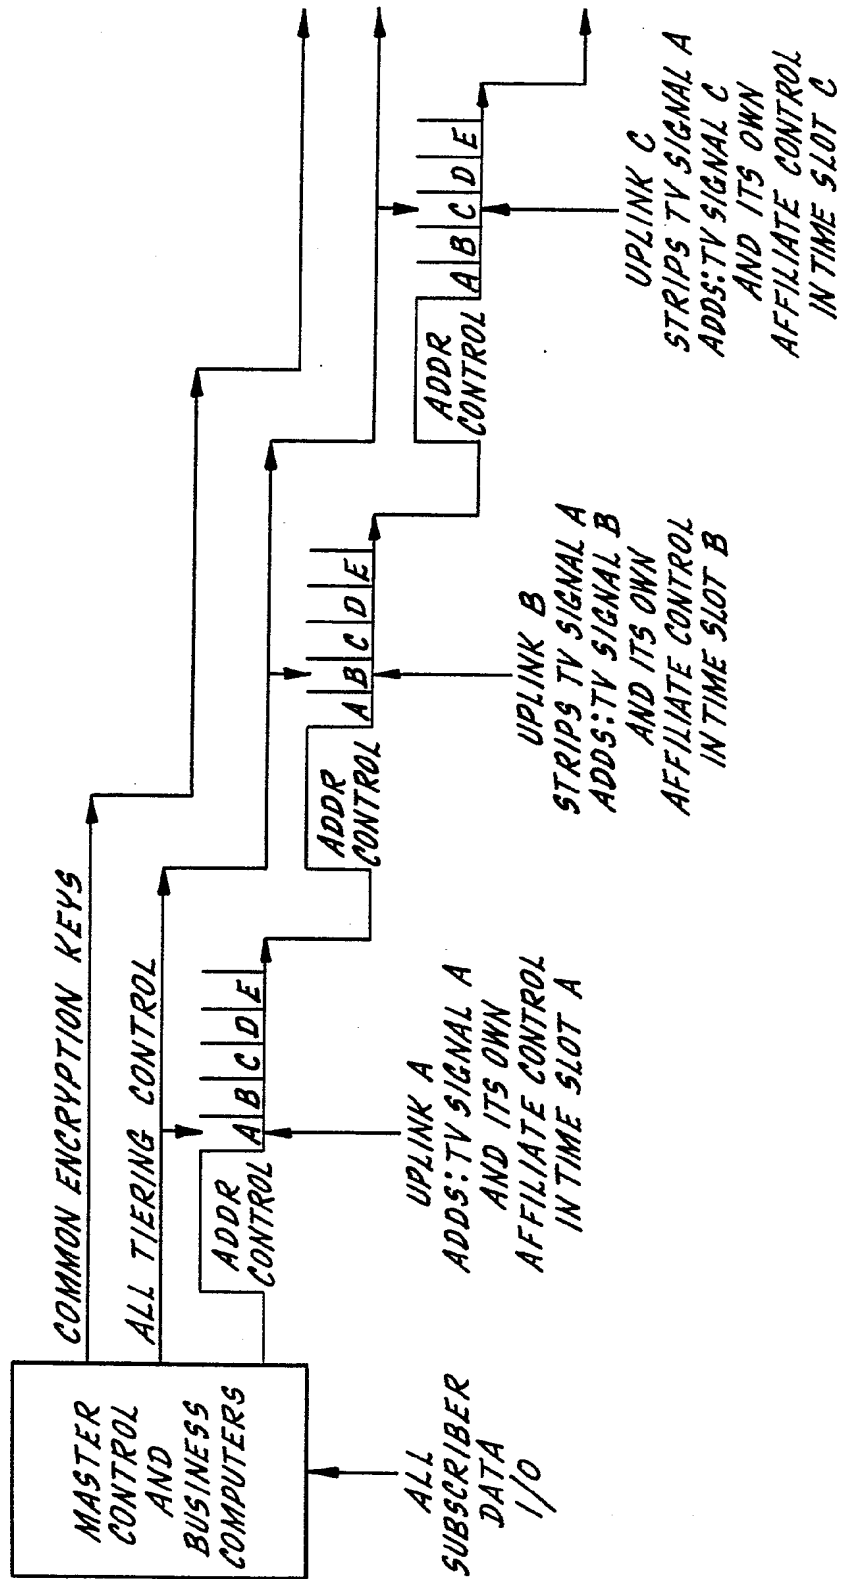 MASTER
CONTROL
AND
BUSINESS
COMPUTERS
COMMON ENCRYPTION KEYS
ALL TIERING CONTROL
ALL
SUBSCRIBER
DATA
I/O
ADDR
CONTROL
A B C D E
UPLINK A
ADDS: TV SIGNAL A
AND ITS OWN
AFFILIATE CONTROL
IN TIME SLOT A
ADDR
CONTROL
A B C D E
UPLINK B
STRIPS TV SIGNAL A
ADDS: TV SIGNAL B
AND ITS OWN
AFFILIATE CONTROL
IN TIME SLOT B
ADDR
CONTROL
A B C D E
UPLINK C
STRIPS TV SIGNAL A
ADDS: TV SIGNAL C
AND ITS OWN
AFFILIATE CONTROL
IN TIME SLOT C